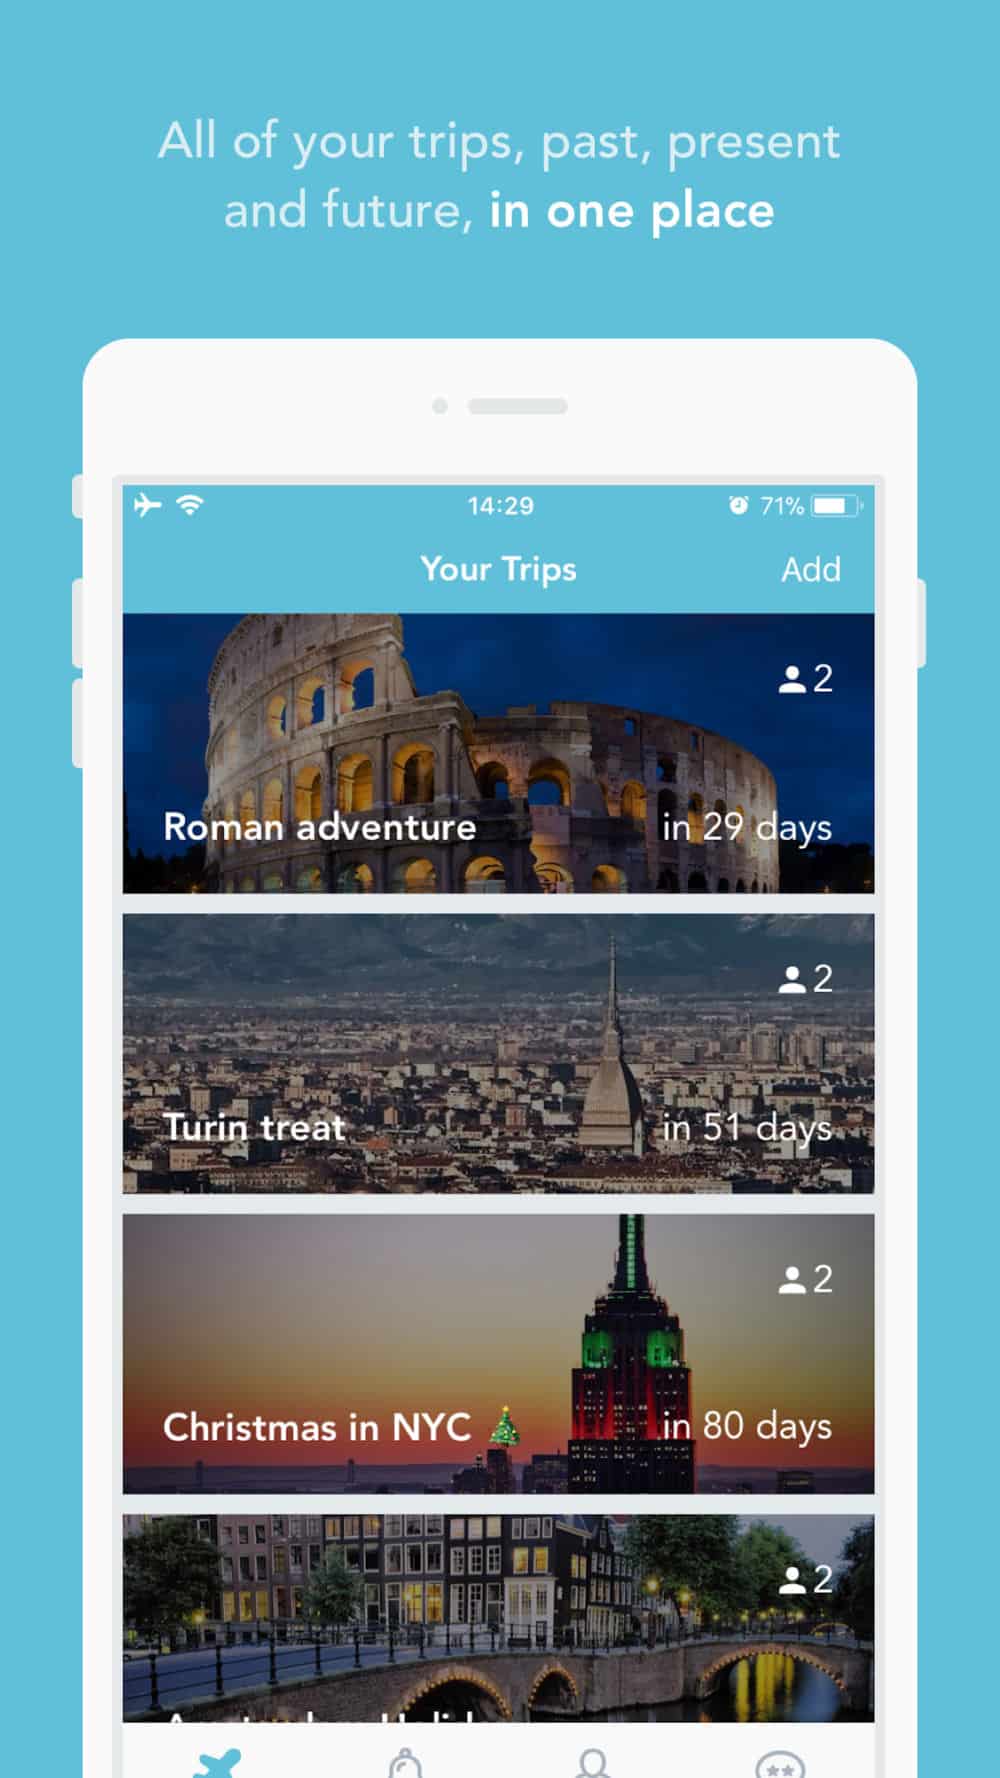 All of your trips, past, present
and future, in one place
14:29
71%
Your Trips
Add
2
Roman adventure
in 29 days
2
Turin treat
in 51 days
2
Christmas in NYC 🎄
in 80 days
2